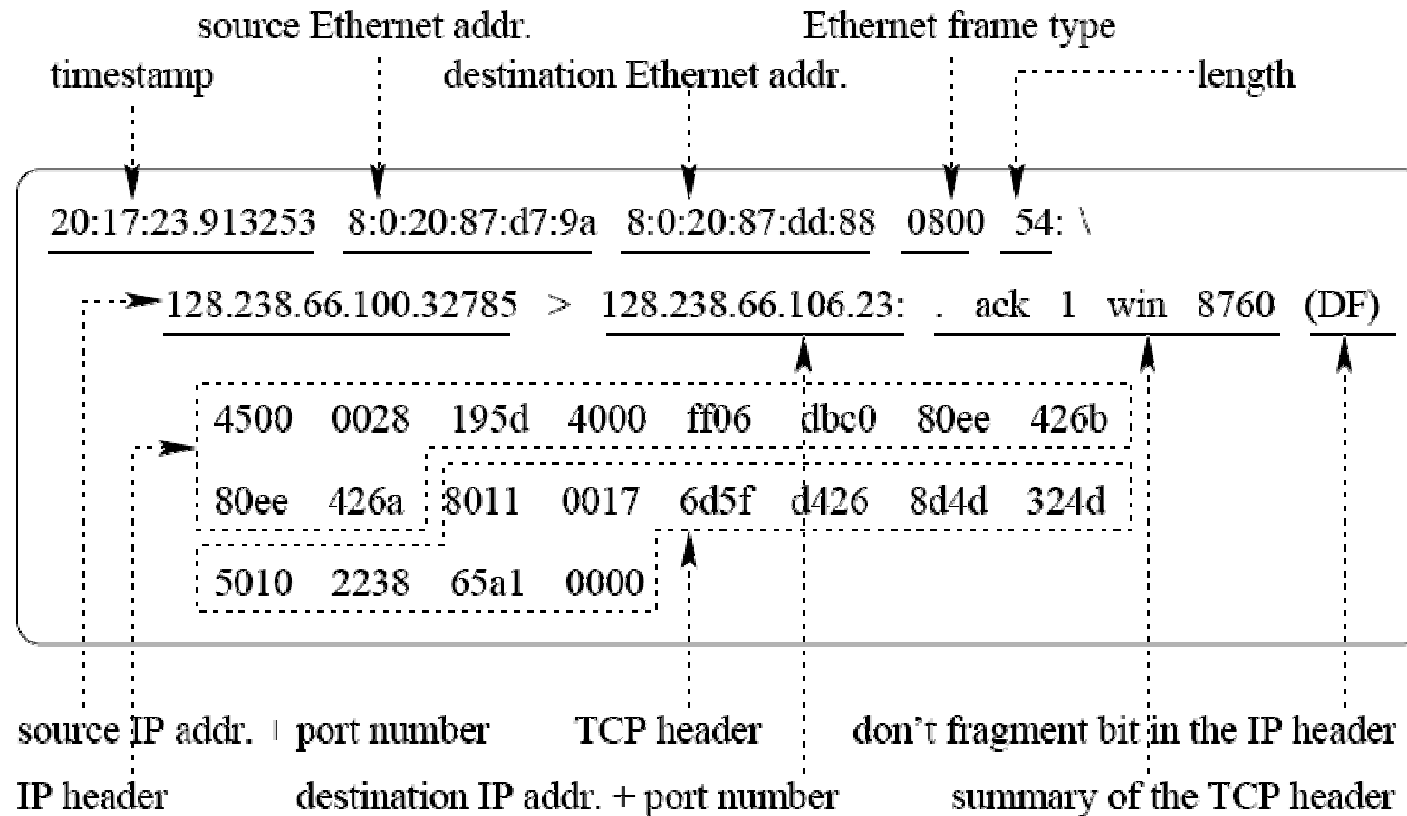 source Ethernet addr. Ethernet frame type
timestamp destination Ethernet addr. length
20:17:23.913253 8:0:20:87:d7:9a 8:0:20:87:dd:88 0800 54: \
128.238.66.100.32785 > 128.238.66.106.23: . ack 1 win 8760 (DF)
4500 0028 195d 4000 ff06 dbc0 80ee 426b
80ee 426a 8011 0017 6d5f d426 8d4d 324d
5010 2238 65a1 0000
source IP addr. | port number TCP header don't fragment bit in the IP header
IP header destination IP addr. + port number summary of the TCP header